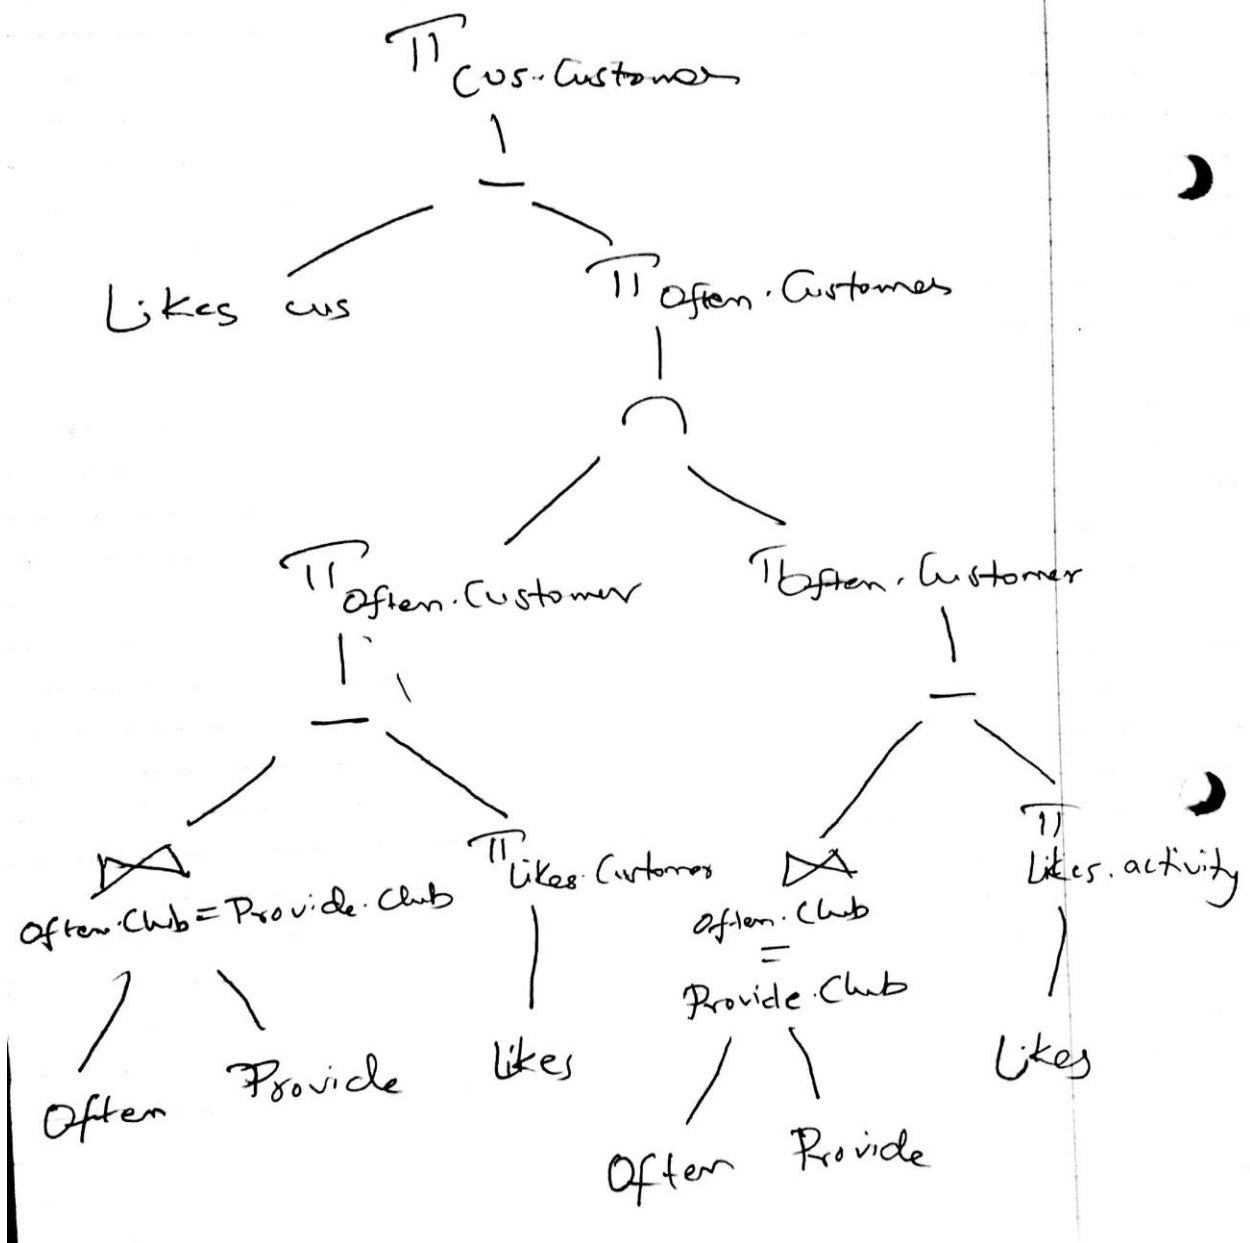 π Cus.Customer
−
Likes cus
π Often.Customer
∩
π Often.Customer
π Often.Customer
−
−
⋈
π Likes.Customer
⋈
π Likes.activity
Often.Club = Provide.Club
Often.Club
=
Provide.Club
Often
Provide
Likes
Likes
Often
Provide